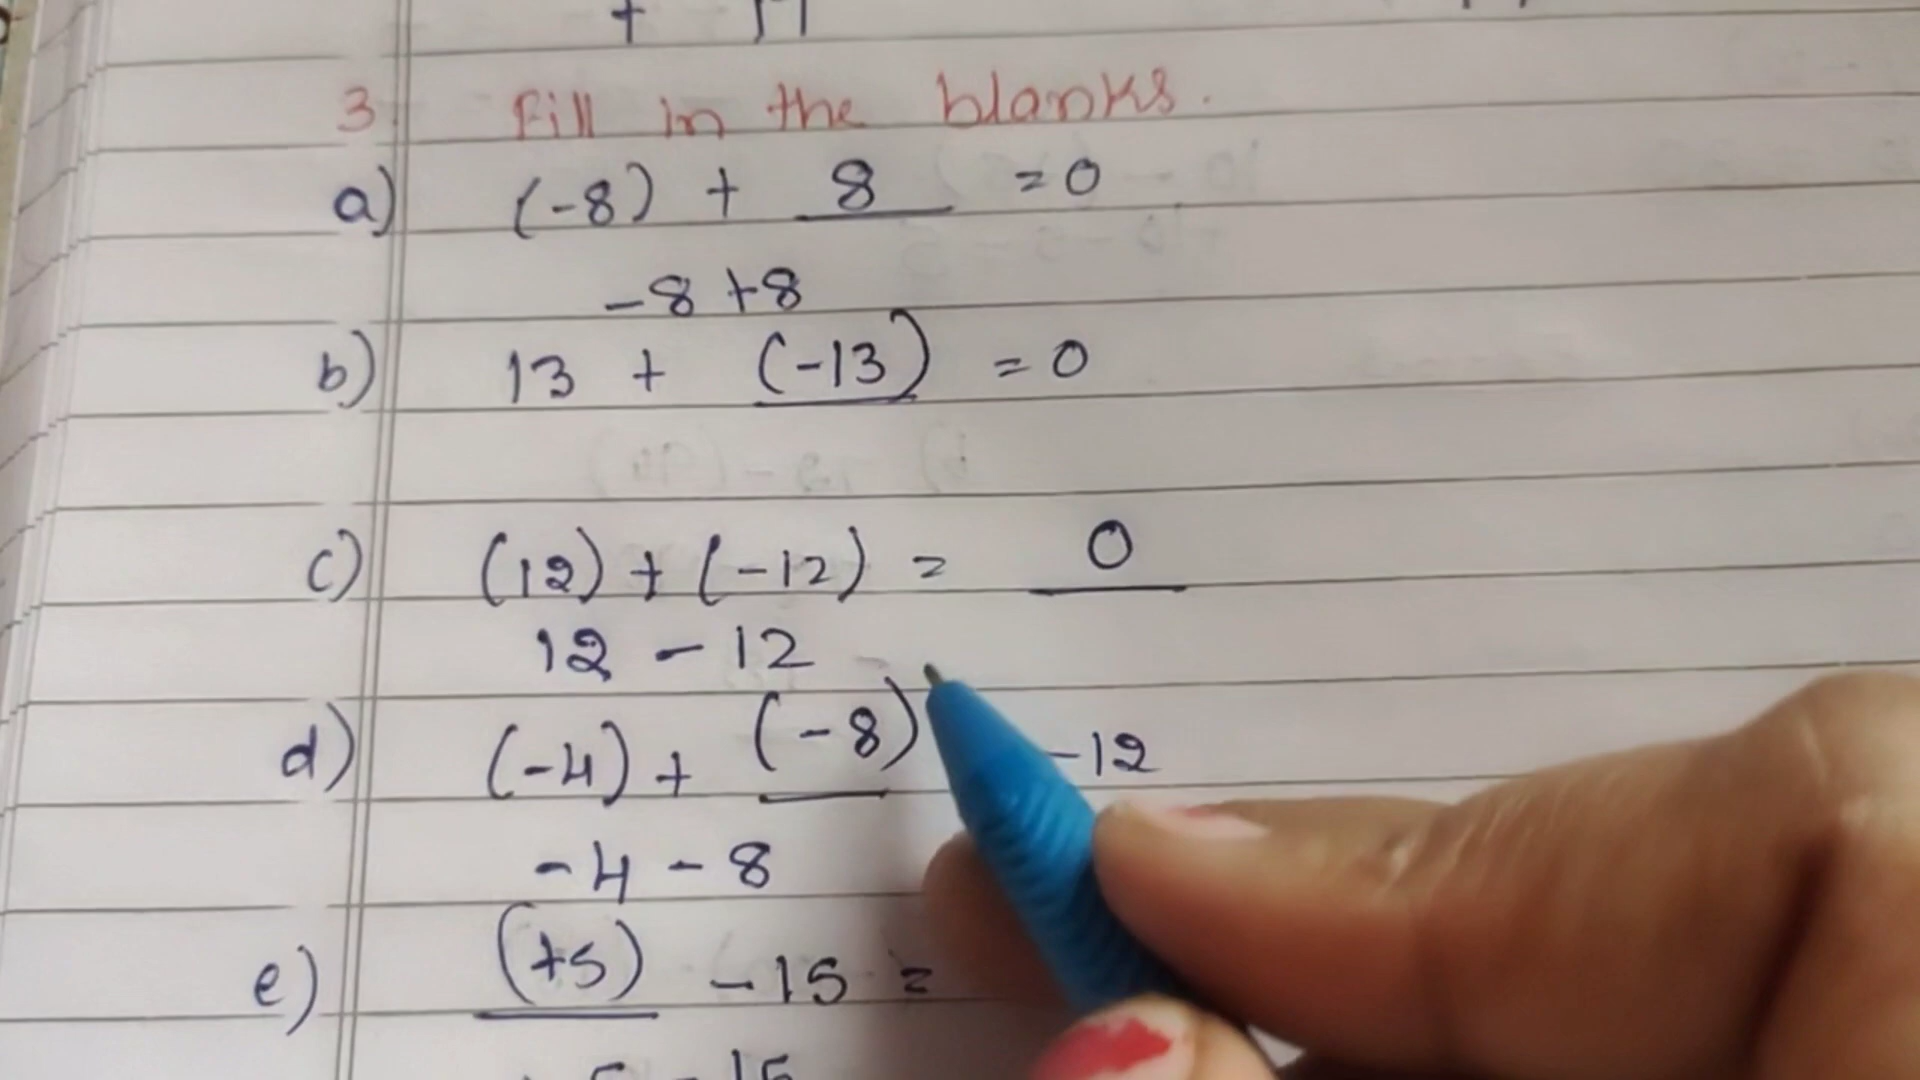 3. Fill in the blanks.
a) (-8) + 8 = 0
-8 +8
b) 13 + (-13) = 0
c) (12) + (-12) = 0
12 - 12
d) (-4) + (-8) -12
-4 - 8
e) (+5) - 15 =